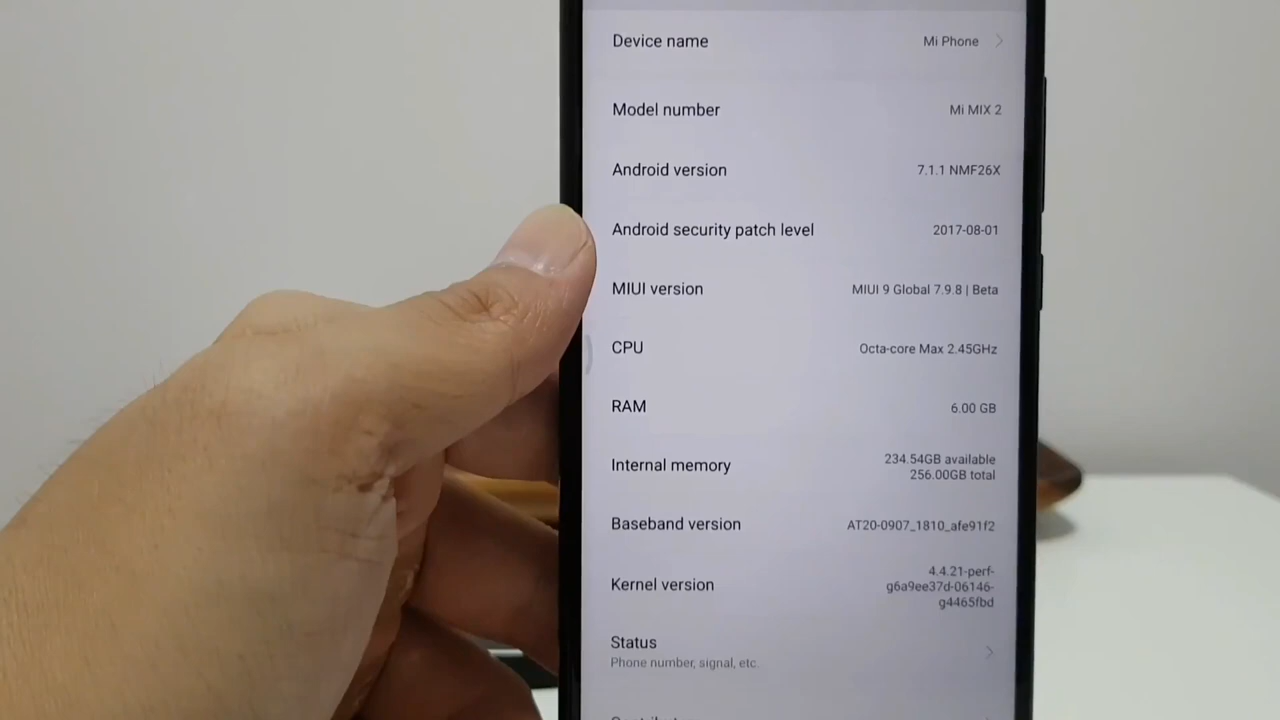 Device name Mi Phone
Model number Mi MIX 2
Android version 7.1.1 NMF26X
Android security patch level 2017-08-01
MIUI version MIUI 9 Global 7.9.8 | Beta
CPU Octa-core Max 2.45GHz
RAM 6.00 GB
Internal memory 234.54GB available
256.00GB total
Baseband version AT20-0907_1810_afe91f2
Kernel version 4.4.21-perf-
g6a9ee37d-06146-
g4465fbd
Status
Phone number, signal, etc.